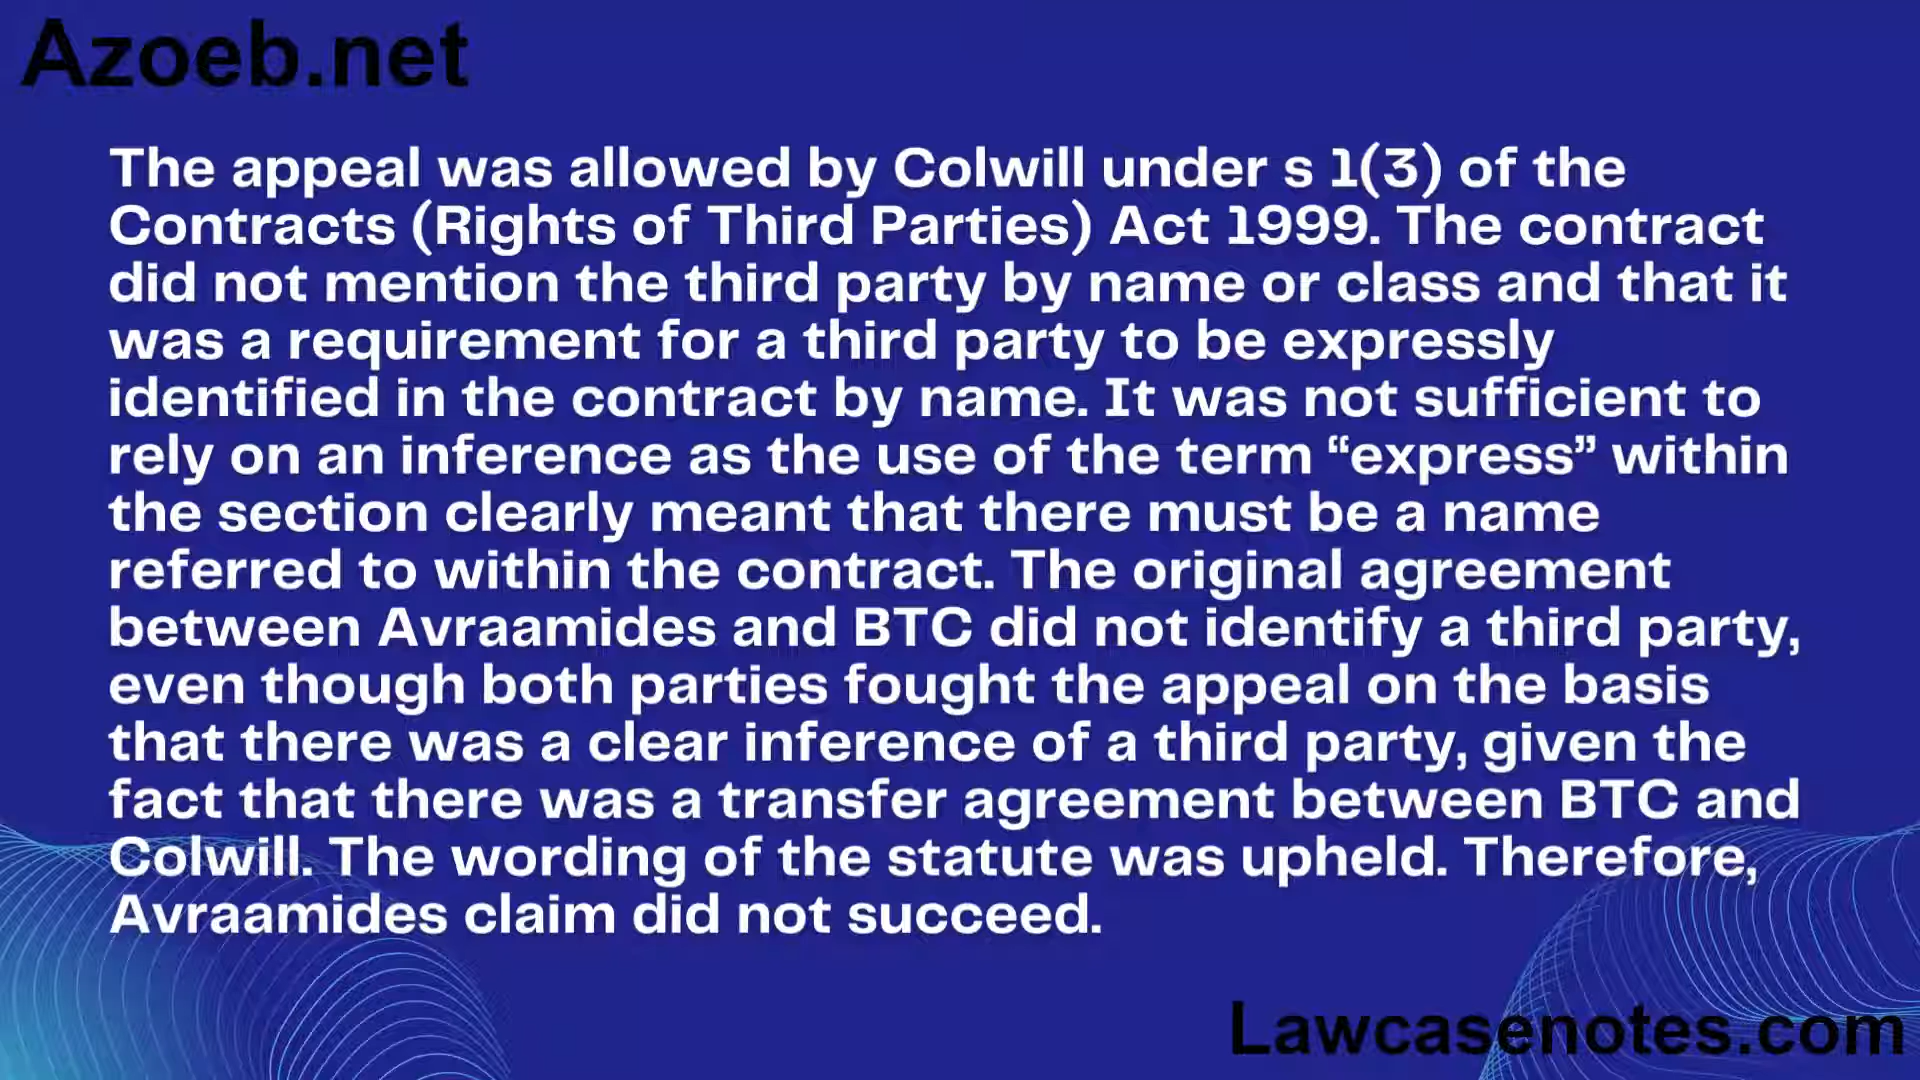 Azoeb.net
The appeal was allowed by Colwill under s 1(3) of the
Contracts (Rights of Third Parties) Act 1999. The contract
did not mention the third party by name or class and that it
was a requirement for a third party to be expressly
identified in the contract by name. It was not sufficient to
rely on an inference as the use of the term “express” within
the section clearly meant that there must be a name
referred to within the contract. The original agreement
between Avraamides and BTC did not identify a third party,
even though both parties fought the appeal on the basis
that there was a clear inference of a third party, given the
fact that there was a transfer agreement between BTC and
Colwill. The wording of the statute was upheld. Therefore,
Avraamides claim did not succeed.
Lawcasenotes.com